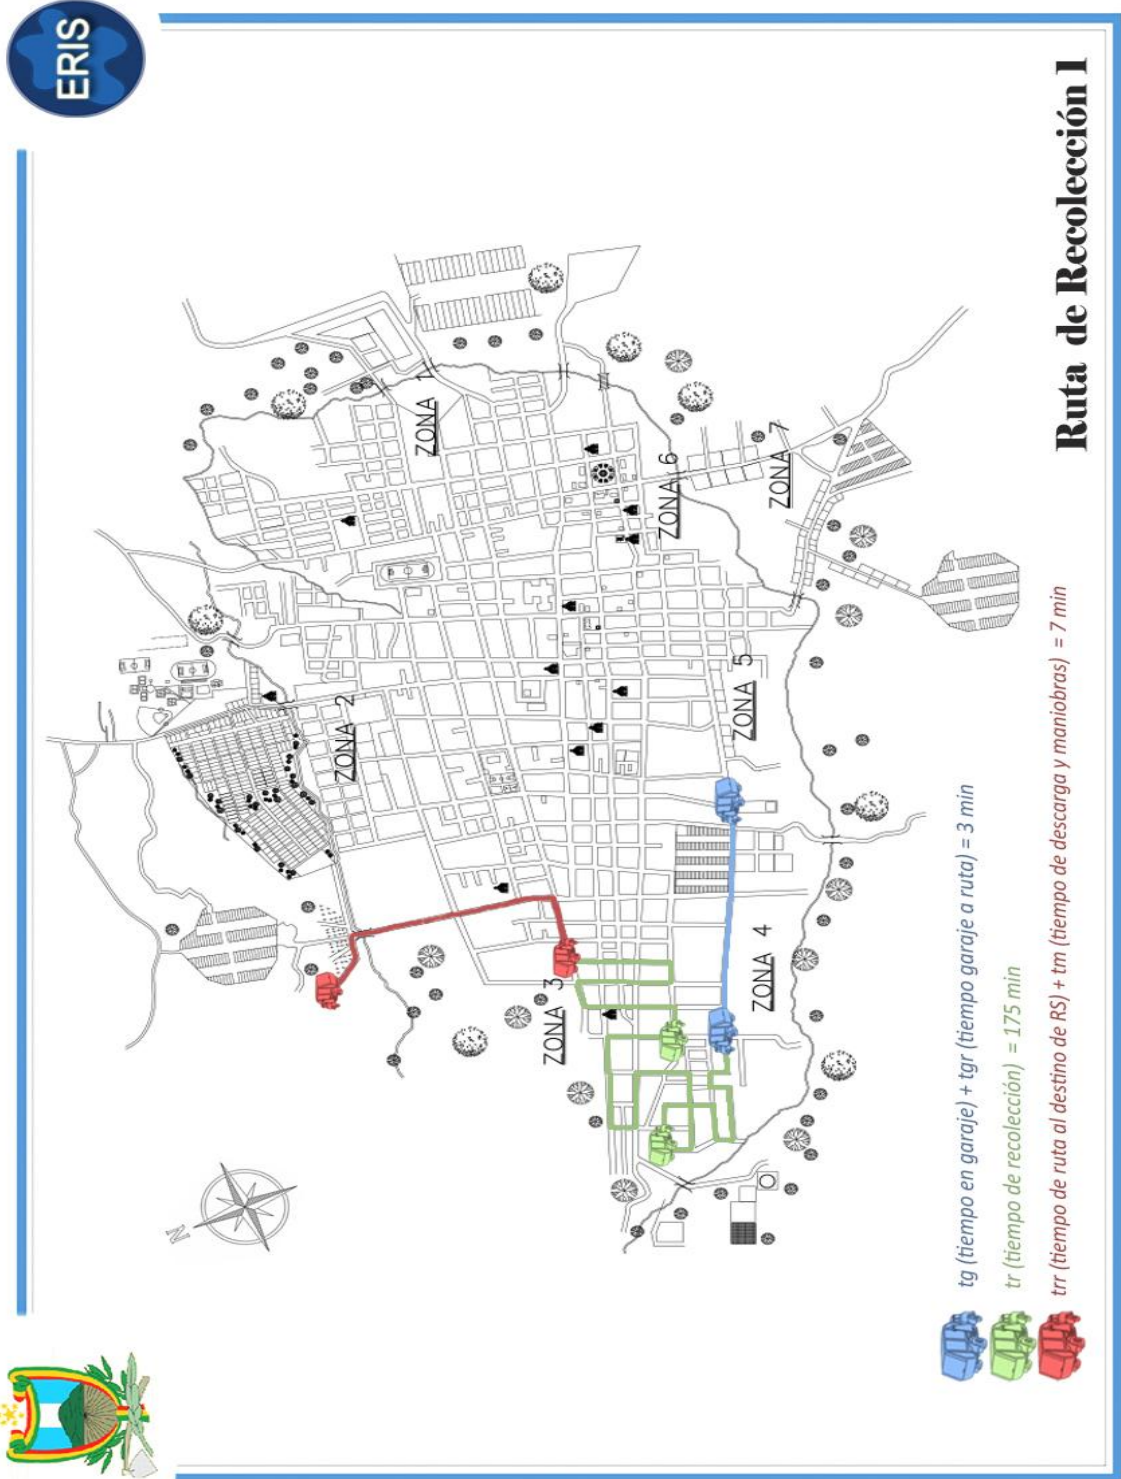 ERIS
Ruta de Recolección 1
ZONA 1
ZONA 2
ZONA 3
ZONA 4
ZONA 5
ZONA 6
ZONA 7
N
tg (tiempo en garaje) + tgr (tiempo garaje a ruta) = 3 min
tr (tiempo de recolección) = 175 min
trr (tiempo de ruta al destino de RS) + tm (tiempo de descarga y maniobras) = 7 min